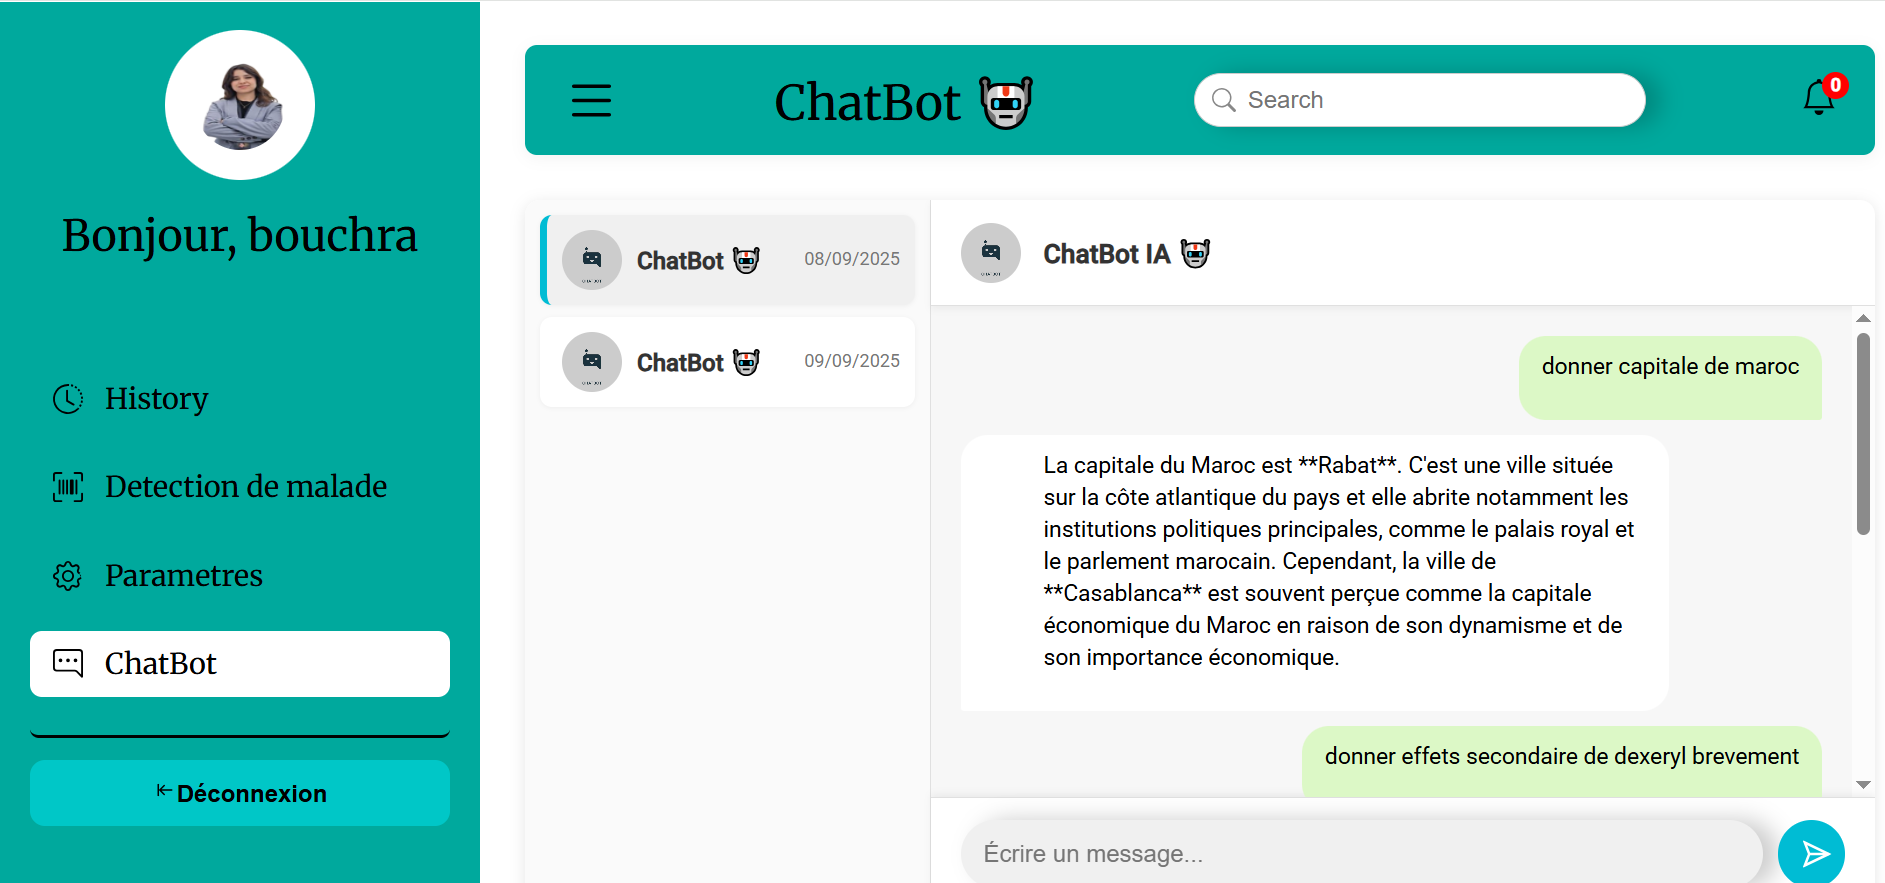 Bonjour, bouchra
History
Detection de malade
Parametres
ChatBot
Déconnexion
ChatBot
Search
0
ChatBot
08/09/2025
ChatBot
09/09/2025
ChatBot IA
donner capitale de maroc
La capitale du Maroc est **Rabat**. C'est une ville située
sur la côte atlantique du pays et elle abrite notamment les
institutions politiques principales, comme le palais royal et
le parlement marocain. Cependant, la ville de
**Casablanca** est souvent perçue comme la capitale
économique du Maroc en raison de son dynamisme et de
son importance économique.
donner effets secondaire de dexeryl brevement
Écrire un message...